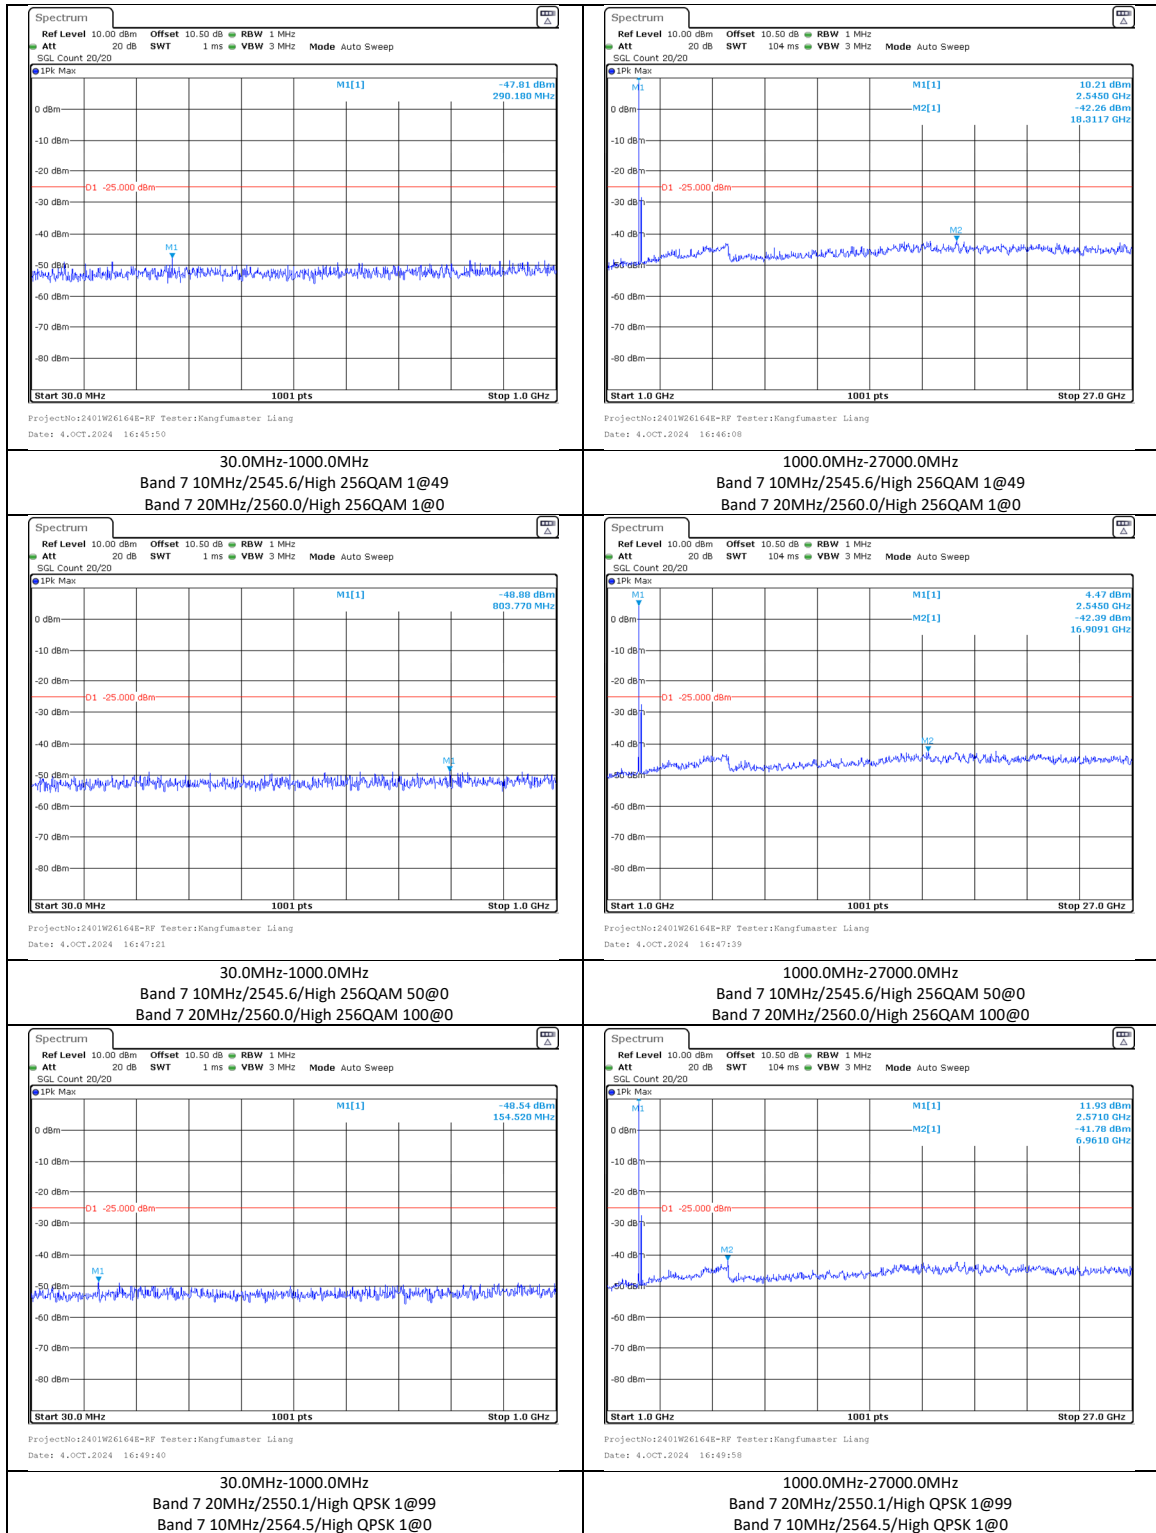 Spectrum
Ref Level 10.00 dBm Offset 10.50 dB RBW 1 MHz
Att 20 dB SWT 1 ms VBW 3 MHz Mode Auto Sweep
SGL Count 20/20
1Pk Max
M1[1] -47.81 dBm
290.180 MHz
0 dBm
-10 dBm
-20 dBm
D1 -25.000 dBm
-30 dBm
-40 dBm
M1
-50 dBm
-60 dBm
-70 dBm
-80 dBm
Start 30.0 MHz 1001 pts Stop 1.0 GHz
ProjectNo:2401W26164E-RF Tester:Kangfumaster Liang
Date: 4.OCT.2024 16:45:50
Spectrum
Ref Level 10.00 dBm Offset 10.50 dB RBW 1 MHz
Att 20 dB SWT 104 ms VBW 3 MHz Mode Auto Sweep
SGL Count 20/20
1Pk Max
M1
M1[1] 10.21 dBm
2.5450 GHz
M2[1] -42.26 dBm
18.3117 GHz
0 dBm
-10 dBm
-20 dBm
D1 -25.000 dBm
-30 dBm
-40 dBm
M2
-50 dBm
-60 dBm
-70 dBm
-80 dBm
Start 1.0 GHz 1001 pts Stop 27.0 GHz
ProjectNo:2401W26164E-RF Tester:Kangfumaster Liang
Date: 4.OCT.2024 16:46:08
30.0MHz-1000.0MHz
Band 7 10MHz/2545.6/High 256QAM 1@49
Band 7 20MHz/2560.0/High 256QAM 1@0
1000.0MHz-27000.0MHz
Band 7 10MHz/2545.6/High 256QAM 1@49
Band 7 20MHz/2560.0/High 256QAM 1@0
Spectrum
Ref Level 10.00 dBm Offset 10.50 dB RBW 1 MHz
Att 20 dB SWT 1 ms VBW 3 MHz Mode Auto Sweep
SGL Count 20/20
1Pk Max
M1[1] -48.88 dBm
803.770 MHz
0 dBm
-10 dBm
-20 dBm
D1 -25.000 dBm
-30 dBm
-40 dBm
M1
-50 dBm
-60 dBm
-70 dBm
-80 dBm
Start 30.0 MHz 1001 pts Stop 1.0 GHz
ProjectNo:2401W26164E-RF Tester:Kangfumaster Liang
Date: 4.OCT.2024 16:47:21
Spectrum
Ref Level 10.00 dBm Offset 10.50 dB RBW 1 MHz
Att 20 dB SWT 104 ms VBW 3 MHz Mode Auto Sweep
SGL Count 20/20
1Pk Max
M1
M1[1] 4.47 dBm
2.5450 GHz
M2[1] -42.39 dBm
16.9091 GHz
0 dBm
-10 dBm
-20 dBm
D1 -25.000 dBm
-30 dBm
-40 dBm
M2
-50 dBm
-60 dBm
-70 dBm
-80 dBm
Start 1.0 GHz 1001 pts Stop 27.0 GHz
ProjectNo:2401W26164E-RF Tester:Kangfumaster Liang
Date: 4.OCT.2024 16:47:39
30.0MHz-1000.0MHz
Band 7 10MHz/2545.6/High 256QAM 50@0
Band 7 20MHz/2560.0/High 256QAM 100@0
1000.0MHz-27000.0MHz
Band 7 10MHz/2545.6/High 256QAM 50@0
Band 7 20MHz/2560.0/High 256QAM 100@0
Spectrum
Ref Level 10.00 dBm Offset 10.50 dB RBW 1 MHz
Att 20 dB SWT 1 ms VBW 3 MHz Mode Auto Sweep
SGL Count 20/20
1Pk Max
M1[1] -48.54 dBm
154.520 MHz
0 dBm
-10 dBm
-20 dBm
D1 -25.000 dBm
-30 dBm
-40 dBm
M1
-50 dBm
-60 dBm
-70 dBm
-80 dBm
Start 30.0 MHz 1001 pts Stop 1.0 GHz
ProjectNo:2401W26164E-RF Tester:Kangfumaster Liang
Date: 4.OCT.2024 16:49:40
Spectrum
Ref Level 10.00 dBm Offset 10.50 dB RBW 1 MHz
Att 20 dB SWT 104 ms VBW 3 MHz Mode Auto Sweep
SGL Count 20/20
1Pk Max
M1
M1[1] 11.93 dBm
2.5710 GHz
M2[1] -41.78 dBm
6.9610 GHz
0 dBm
-10 dBm
-20 dBm
D1 -25.000 dBm
-30 dBm
-40 dBm
M2
-50 dBm
-60 dBm
-70 dBm
-80 dBm
Start 1.0 GHz 1001 pts Stop 27.0 GHz
ProjectNo:2401W26164E-RF Tester:Kangfumaster Liang
Date: 4.OCT.2024 16:49:58
30.0MHz-1000.0MHz
Band 7 20MHz/2550.1/High QPSK 1@99
Band 7 10MHz/2564.5/High QPSK 1@0
1000.0MHz-27000.0MHz
Band 7 20MHz/2550.1/High QPSK 1@99
Band 7 10MHz/2564.5/High QPSK 1@0